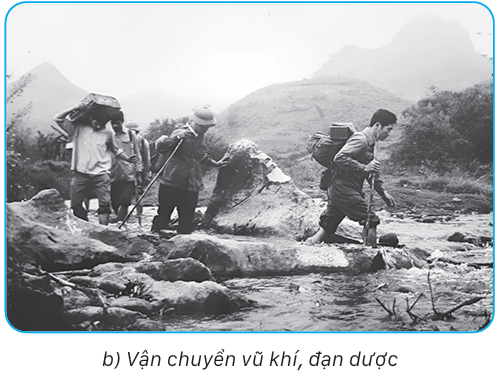 b) Vận chuyển vũ khí, đạn dược